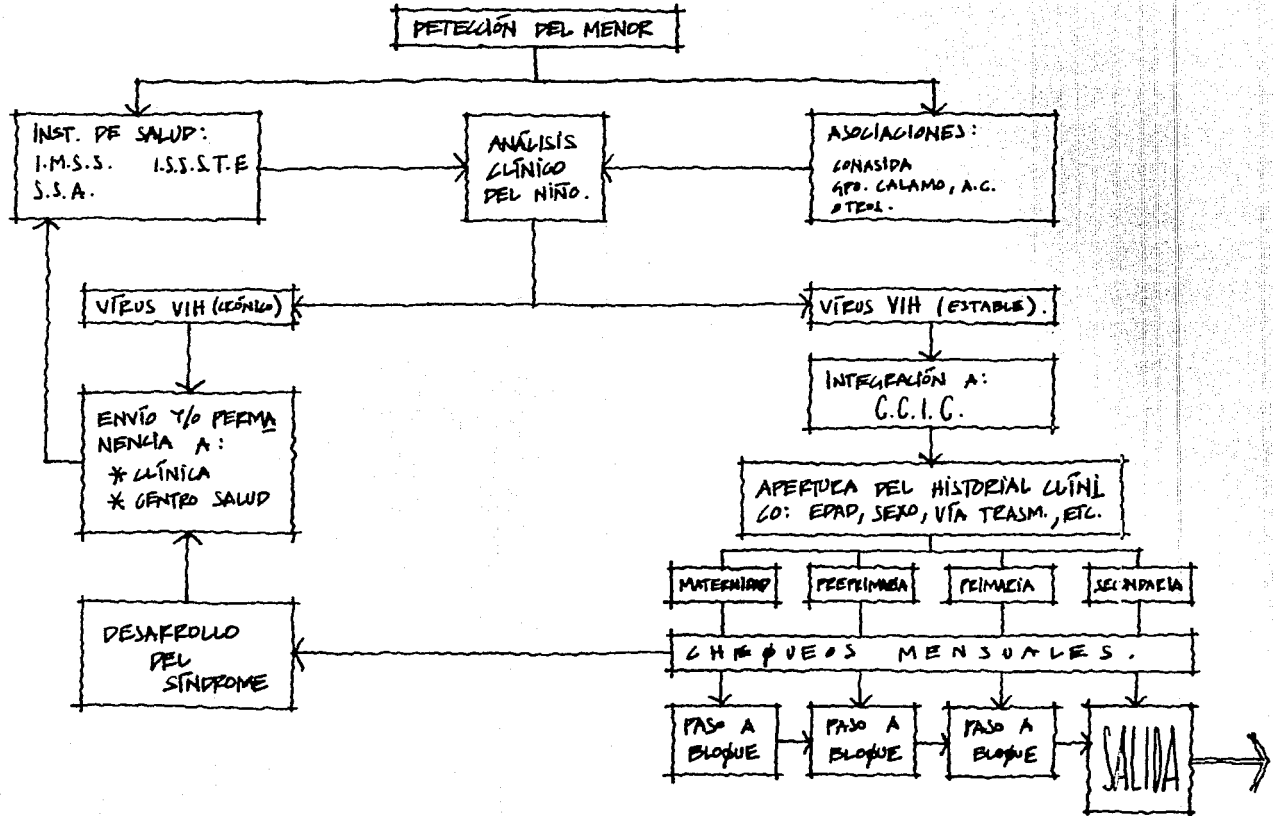 DETECCIÓN DEL MENOR
INST. DE SALUD:
I.M.S.S. I.S.S.S.T.E
S.S.A.
ANÁLISIS
CLÍNICO
DEL NIÑO.
ASOCIACIONES:
CONASIDA
GPO. CALAMO, A.C.
OTROS.
VÍRUS VIH (CRÓNICO)
VÍRUS VIH (ESTABLE).
INTEGRACIÓN A:
C.C.I.C.
ENVÍO Y/O PERMA
NENCIA A:
* CLÍNICA
* CENTRO SALUD
APERTURA DEL HISTORIAL CLÍNI
CO: EDAD, SEXO, VÍA TRASM., ETC.
MATERNIDAD PREPRIMARIA PRIMARIA SECUNDARIA
DESARROLLO
DEL
SÍNDROME
CHEQUEOS MENSUALES.
PASO A
BLOQUE
PASO A
BLOQUE
PASO A
BLOQUE
SALIDA